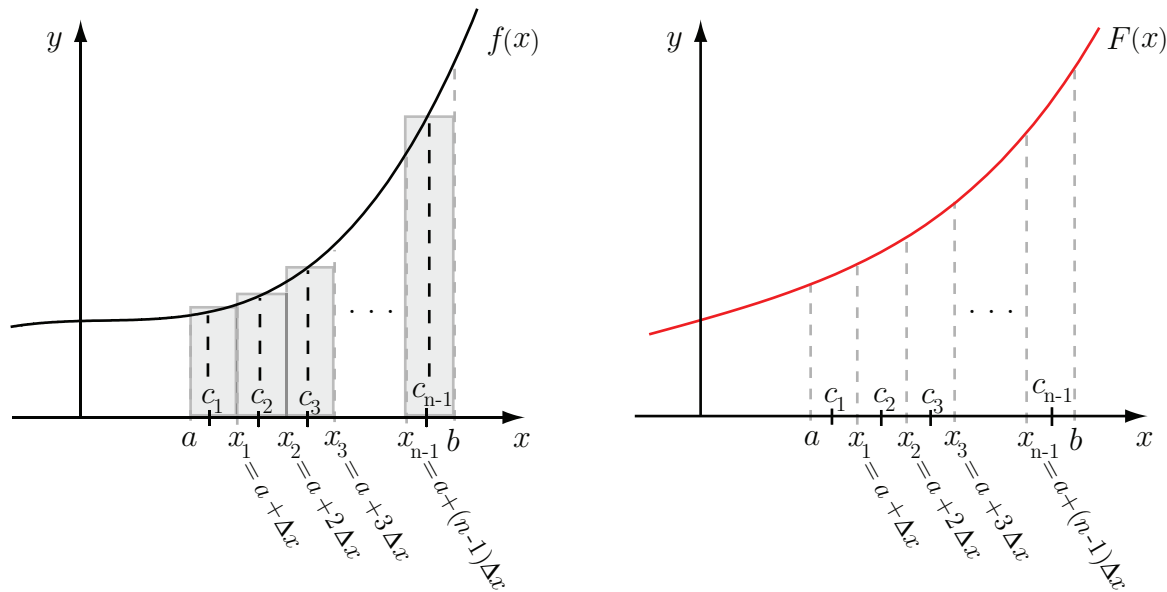 y
f(x)
c₁ c₂ c₃ cₙ₋₁
a x₁ x₂ x₃ xₙ₋₁ b x
=a+Δx
=a+2Δx
=a+3Δx
=a+(n-1)Δx
y
F(x)
c₁ c₂ c₃ cₙ₋₁
a x₁ x₂ x₃ xₙ₋₁ b x
=a+Δx
=a+2Δx
=a+3Δx
=a+(n-1)Δx